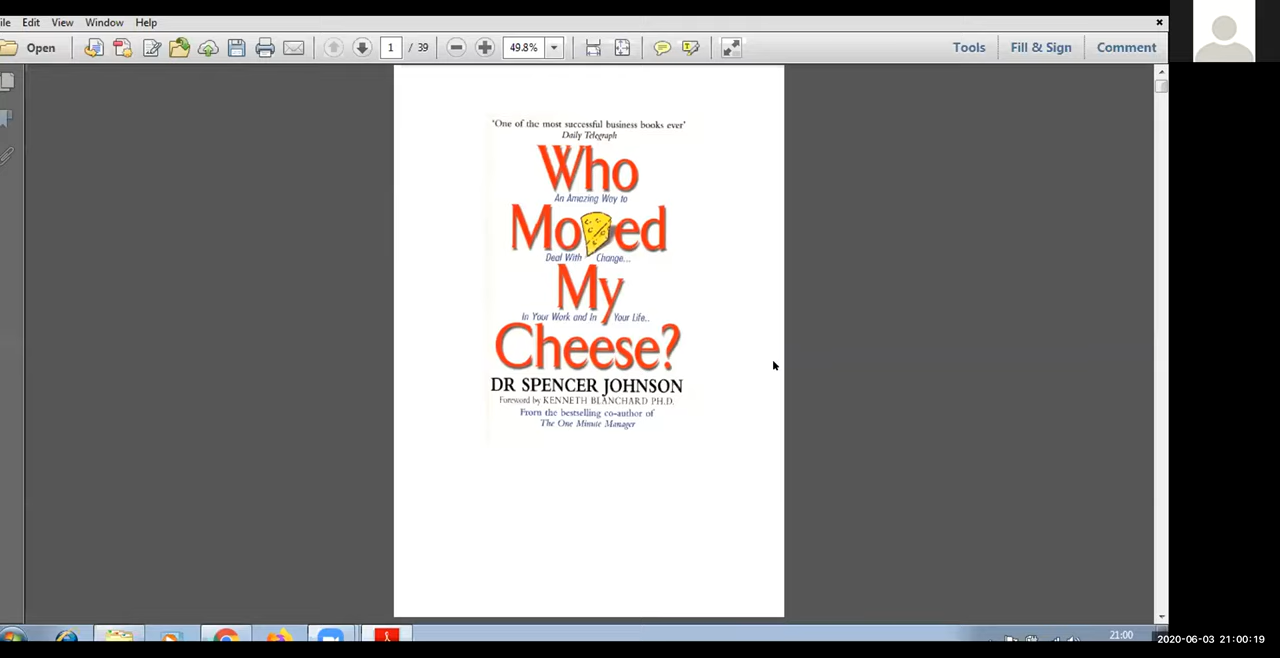 ile Edit View Window Help
Open 1 / 39 49.8% Tools Fill & Sign Comment
'One of the most successful business books ever'
Daily Telegraph
Who
An Amazing Way to
Moved
Deal With Change...
My
In Your Work and In Your Life..
Cheese?
DR SPENCER JOHNSON
Foreword by KENNETH BLANCHARD PH.D.
From the bestselling co-author of
The One Minute Manager
21:00
2020-06-03 21:00:19